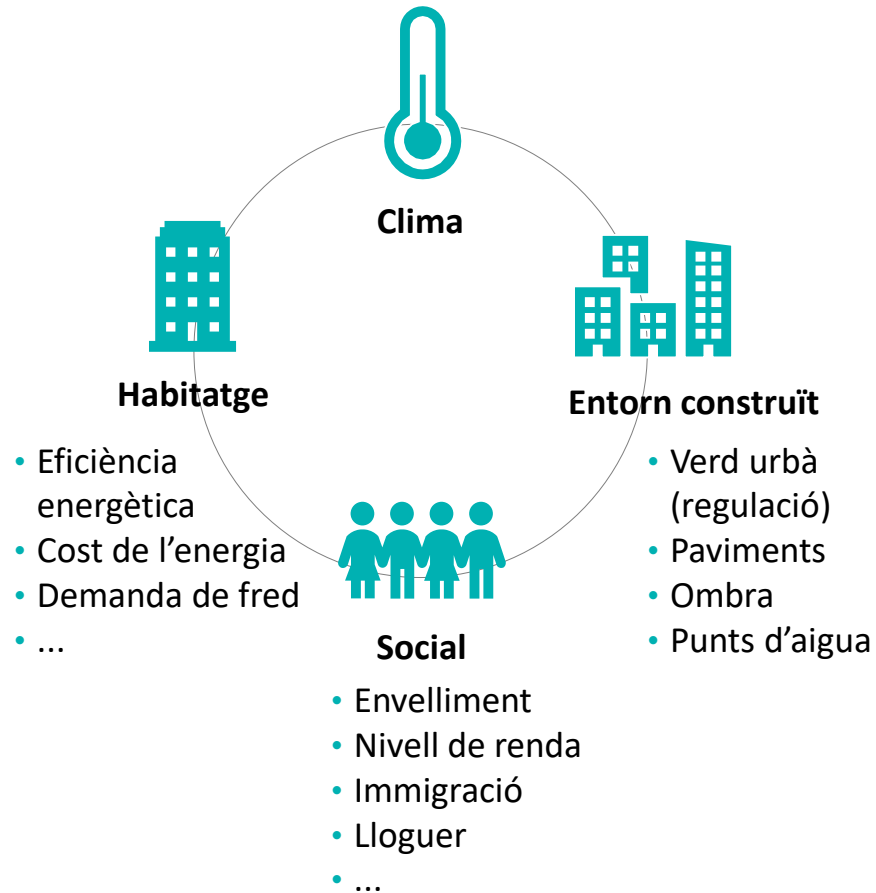 Clima
Habitatge
• Eficiència
energètica
• Cost de l’energia
• Demanda de fred
• ...
Entorn construït
• Verd urbà
(regulació)
• Paviments
• Ombra
• Punts d’aigua
Social
• Envelliment
• Nivell de renda
• Immigració
• Lloguer
• ...